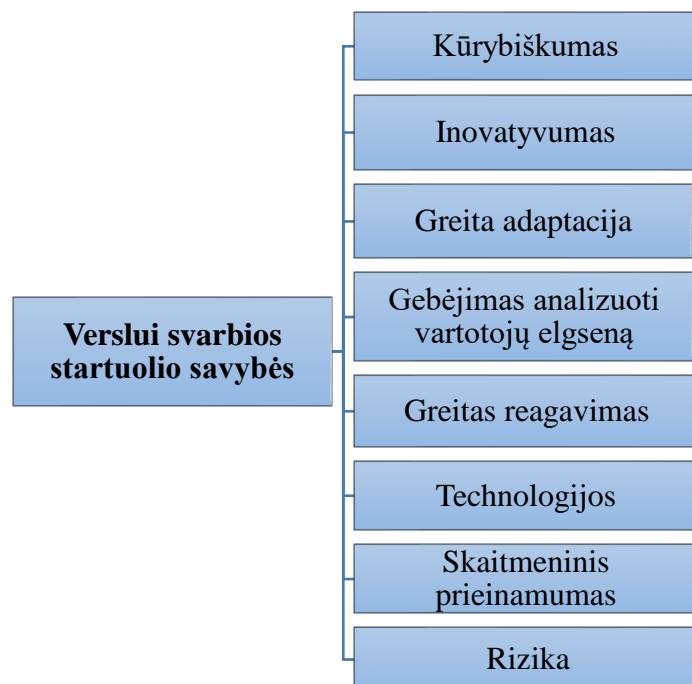 Kūrybiškumas
Inovatyvumas
Greita adaptacija
Gebėjimas analizuoti
vartotojų elgseną
Verslui svarbios
startuolio savybės
Greitas reagavimas
Technologijos
Skaitmeninis
prieinamumas
Rizika